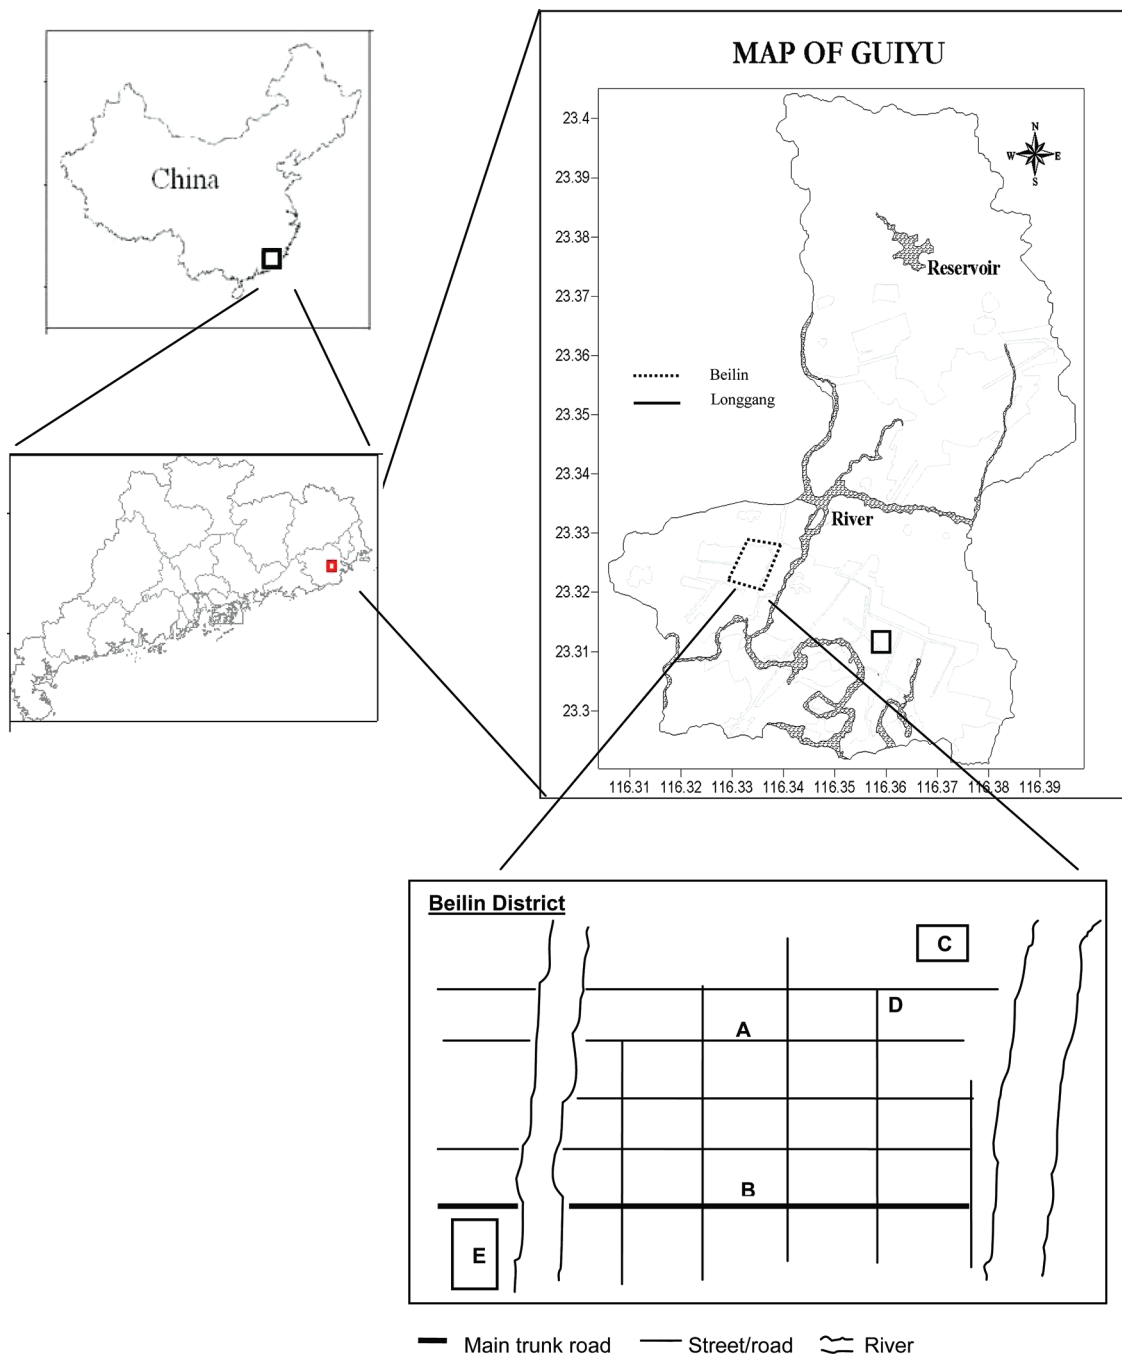 China
MAP OF GUIYU
23.4
23.39
23.38
23.37
23.36
23.35
23.34
23.33
23.32
23.31
23.3
N
W E
S
Reservoir
Beilin
Longgang
River
116.31 116.32 116.33 116.34 116.35 116.36 116.37 116.38 116.39
Beilin District
C
D
A
B
E
Main trunk road Street/road River